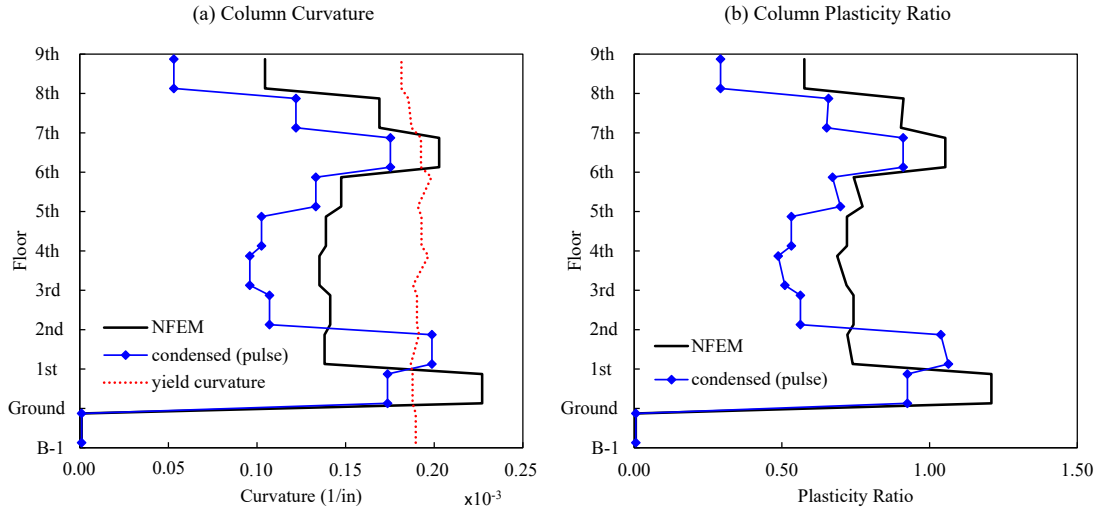 (a) Column Curvature
9th
8th
7th
6th
5th
4th
3rd
2nd
1st
Ground
B-1
Floor
NFEM
condensed (pulse)
yield curvature
0.00 0.05 0.10 0.15 0.20 0.25
Curvature (1/in)
x10-3
(b) Column Plasticity Ratio
9th
8th
7th
6th
5th
4th
3rd
2nd
1st
Ground
B-1
Floor
NFEM
condensed (pulse)
0.00 0.50 1.00 1.50
Plasticity Ratio